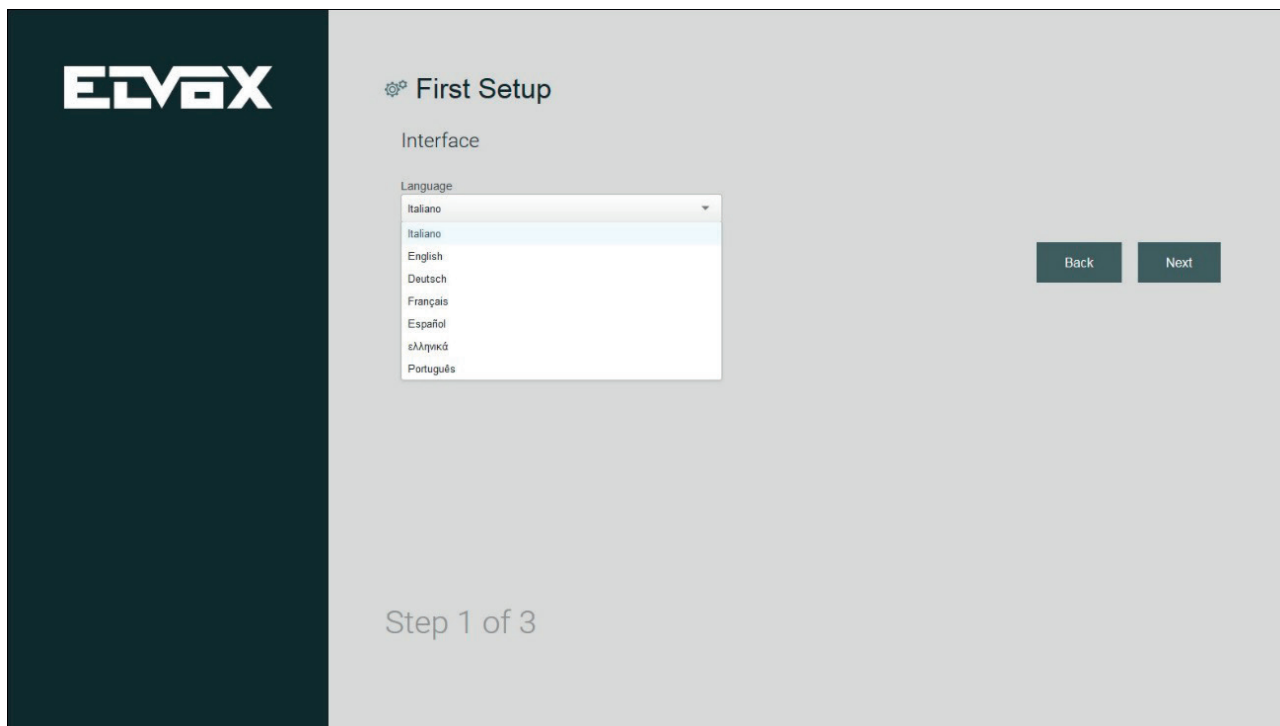 ELVOX
First Setup
Interface
Language
Italiano
Italiano
English
Deutsch
Français
Español
ελληνικά
Português
Back
Next
Step 1 of 3